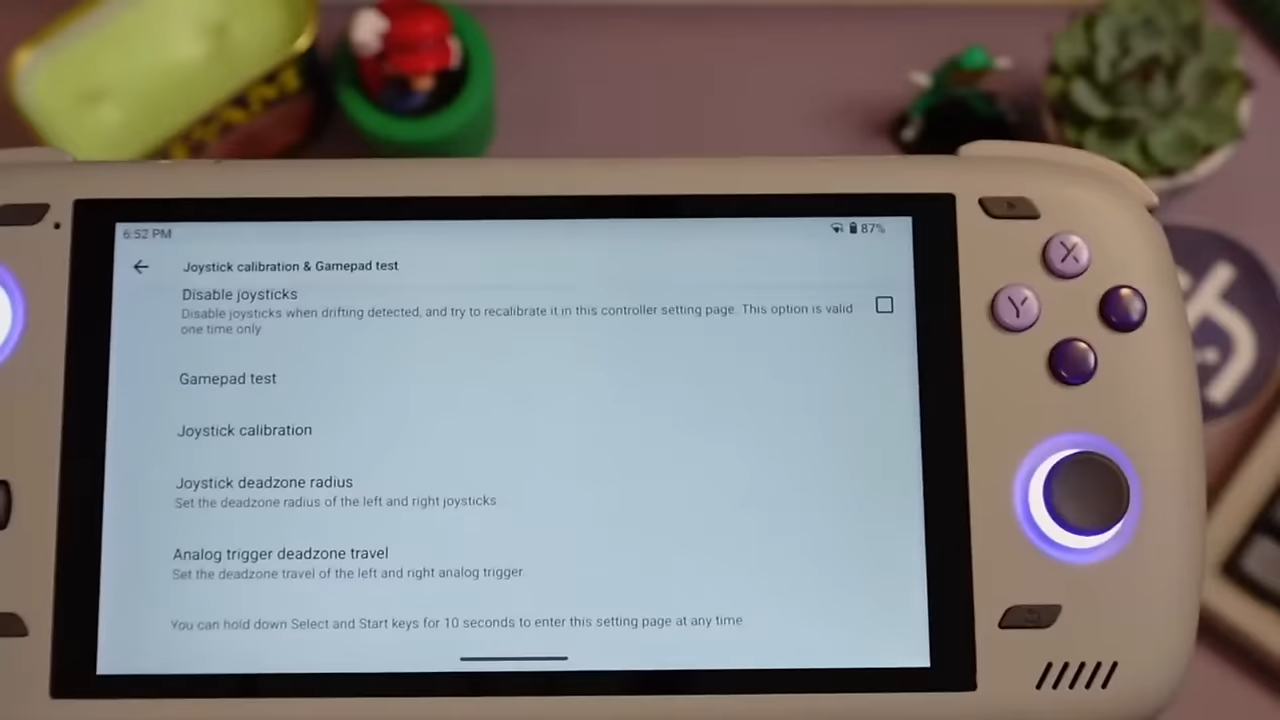 6:52 PM
87%
Joystick calibration & Gamepad test
Disable joysticks
Disable joysticks when drifting detected, and try to recalibrate it in this controller setting page. This option is valid
one time only
Gamepad test
Joystick calibration
Joystick deadzone radius
Set the deadzone radius of the left and right joysticks
Analog trigger deadzone travel
Set the deadzone travel of the left and right analog trigger
You can hold down Select and Start keys for 10 seconds to enter this setting page at any time
X
Y